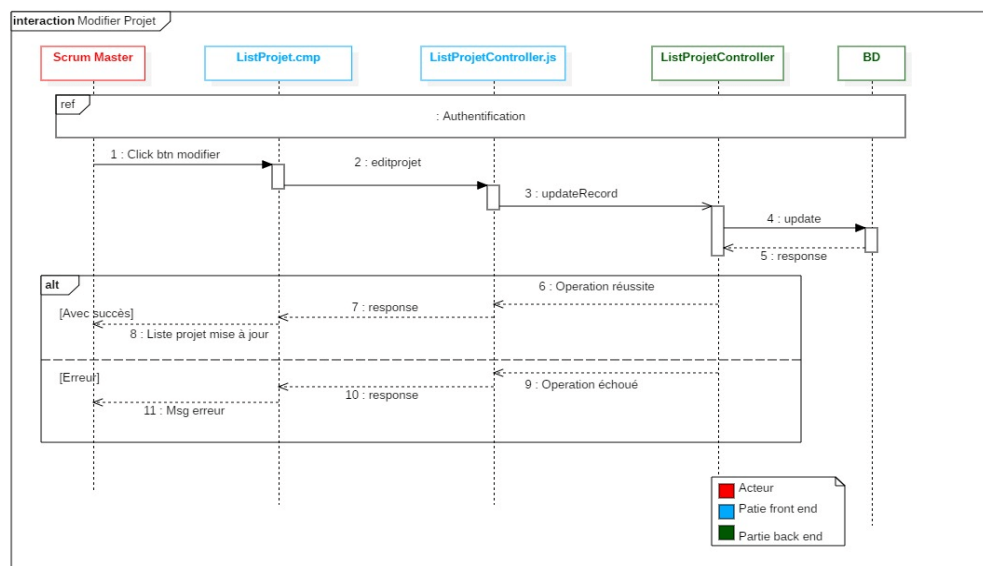 interaction Modifier Projet
Scrum Master
ListProjet.cmp
ListProjetController.js
ListProjetController
BD
ref
: Authentification
1 : Click btn modifier
2 : editprojet
3 : updateRecord
4 : update
5 : response
alt
6 : Operation réussite
[Avec succès]
7 : response
8 : Liste projet mise à jour
[Erreur]
9 : Operation échoué
10 : response
11 : Msg erreur
Acteur
Patie front end
Partie back end